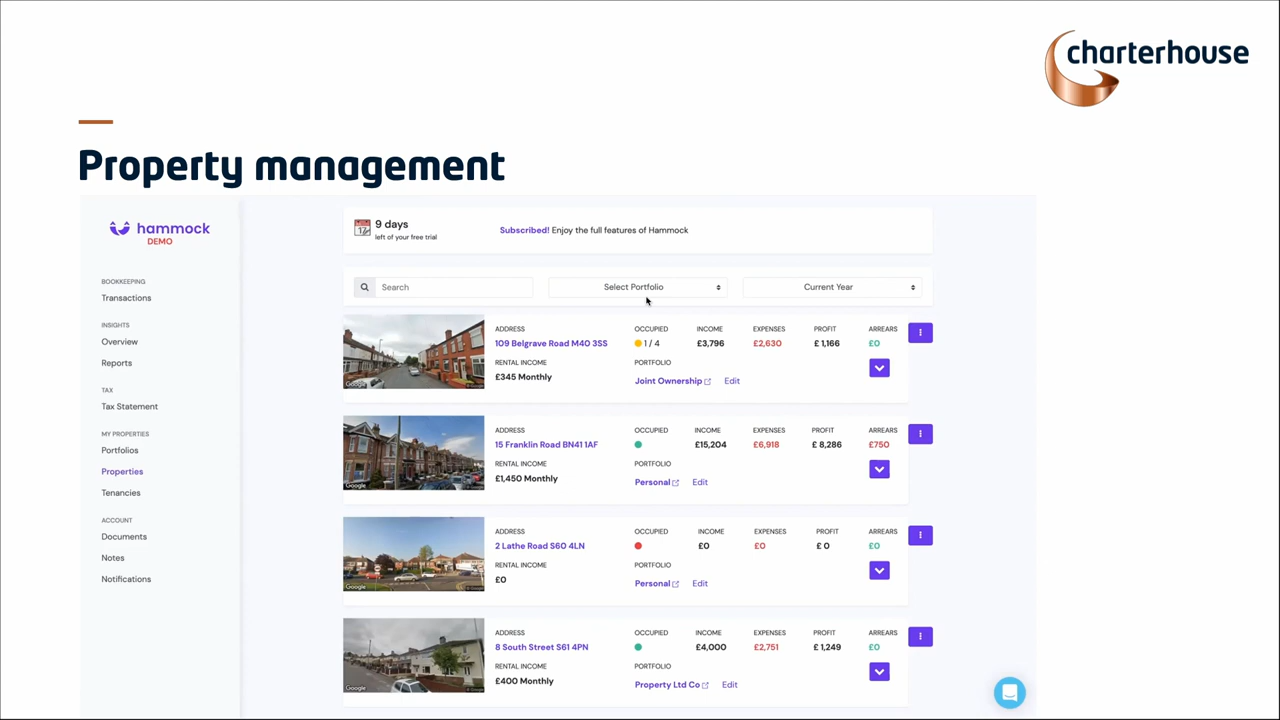 charterhouse
Property management
hammock
DEMO
BOOKKEEPING
Transactions
INSIGHTS
Overview
Reports
TAX
Tax Statement
MY PROPERTIES
Portfolios
Properties
Tenancies
ACCOUNT
Documents
Notes
Notifications
17
9 days
left of your free trial
Subscribed! Enjoy the full features of Hammock
Search
Select Portfolio
Current Year
ADDRESS OCCUPIED INCOME EXPENSES PROFIT ARREARS
109 Belgrave Road M40 3SS 1 / 4 £3,796 £2,630 £ 1,166 £0
RENTAL INCOME PORTFOLIO
£345 Monthly Joint Ownership Edit
Google
ADDRESS OCCUPIED INCOME EXPENSES PROFIT ARREARS
15 Franklin Road BN41 1AF £15,204 £6,918 £ 8,286 £750
RENTAL INCOME PORTFOLIO
£1,450 Monthly Personal Edit
Google
ADDRESS OCCUPIED INCOME EXPENSES PROFIT ARREARS
2 Lathe Road S60 4LN £0 £0 £ 0 £0
RENTAL INCOME PORTFOLIO
£0 Personal Edit
Google
ADDRESS OCCUPIED INCOME EXPENSES PROFIT ARREARS
8 South Street S61 4PN £4,000 £2,751 £ 1,249 £0
RENTAL INCOME PORTFOLIO
£400 Monthly Property Ltd Co Edit
Google